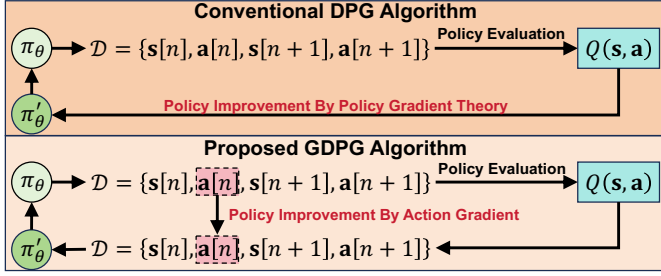 Conventional DPG Algorithm
π_θ 𝒟 = {s[n], a[n], s[n + 1], a[n + 1]} Policy Evaluation Q(s, a)
π′_θ Policy Improvement By Policy Gradient Theory
Proposed GDPG Algorithm
π_θ 𝒟 = {s[n], a[n], s[n + 1], a[n + 1]} Policy Evaluation Q(s, a)
Policy Improvement By Action Gradient
π′_θ 𝒟 = {s[n], a[n], s[n + 1], a[n + 1]}